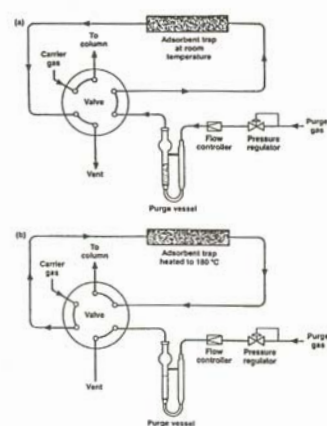 (a)
To
column
Adsorbent trap
at room
temperature
Carrier
gas
Valve
Vent
Purge vessel
Flow
controller
Pressure
regulator
Purge
gas
(b)
To
column
Adsorbent trap
heated to 180 °C
Carrier
gas
Valve
Vent
Purge vessel
Flow
controller
Pressure
regulator
Purge
gas